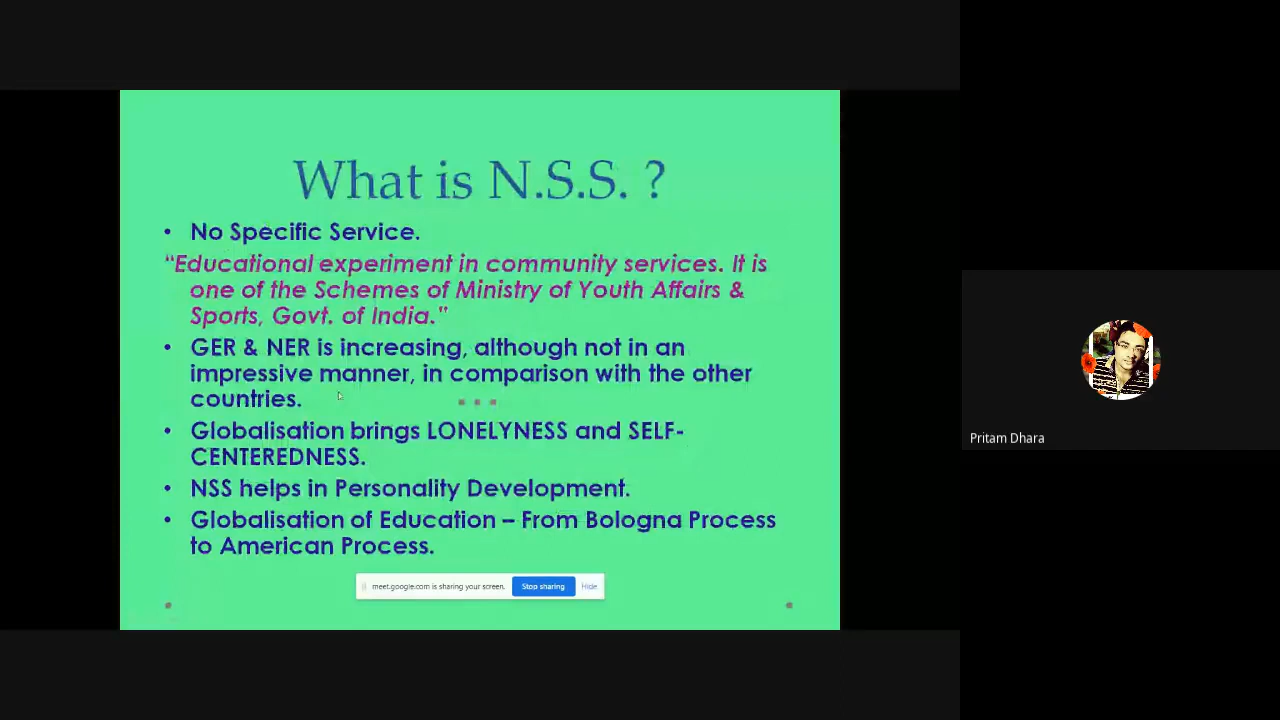 What is N.S.S. ?
• No Specific Service.
“Educational experiment in community services. It is
one of the Schemes of Ministry of Youth Affairs &
Sports, Govt. of India.”
• GER & NER is increasing, although not in an
impressive manner, in comparison with the other
countries.
• Globalisation brings LONELYNESS and SELF-
CENTEREDNESS.
• NSS helps in Personality Development.
• Globalisation of Education – From Bologna Process
to American Process.
meet.google.com is sharing your screen. Stop sharing Hide
Pritam Dhara